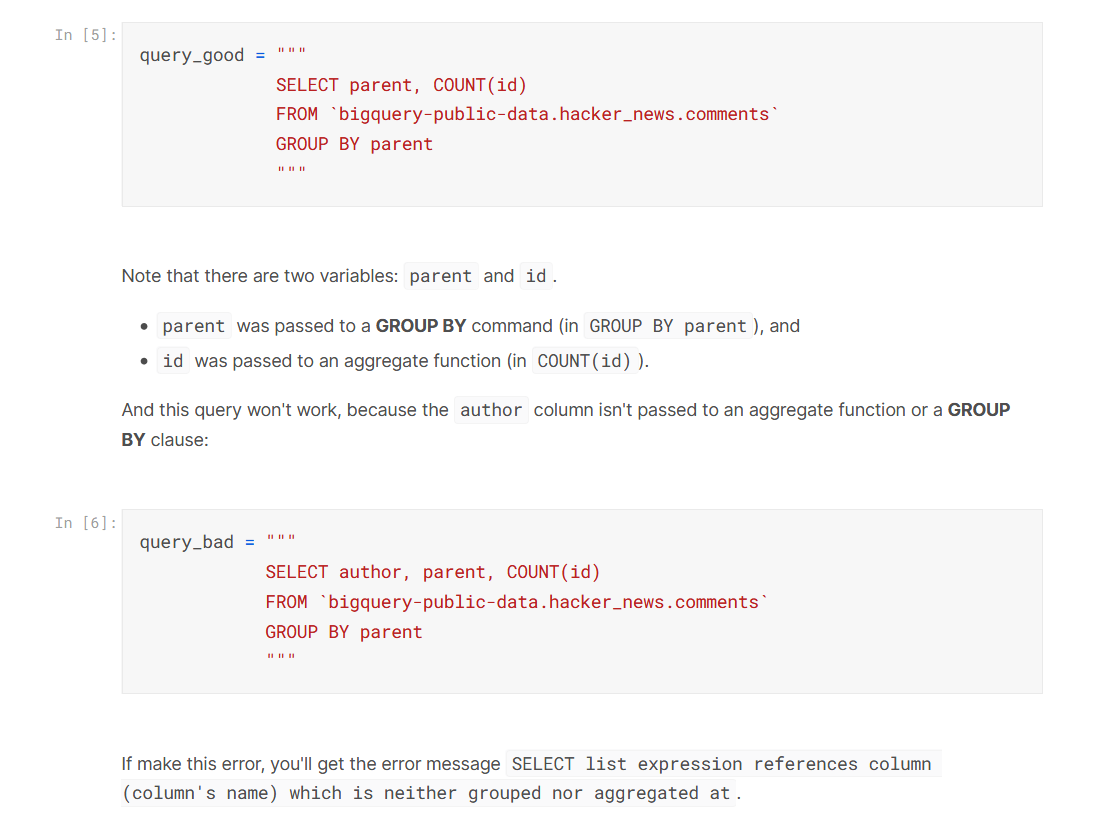 In [5]:
query_good = """
SELECT parent, COUNT(id)
FROM `bigquery-public-data.hacker_news.comments`
GROUP BY parent
"""
Note that there are two variables: parent and id.
• parent was passed to a GROUP BY command (in GROUP BY parent), and
• id was passed to an aggregate function (in COUNT(id)).
And this query won't work, because the author column isn't passed to an aggregate function or a GROUP
BY clause:
In [6]:
query_bad = """
SELECT author, parent, COUNT(id)
FROM `bigquery-public-data.hacker_news.comments`
GROUP BY parent
"""
If make this error, you'll get the error message SELECT list expression references column
(column's name) which is neither grouped nor aggregated at.